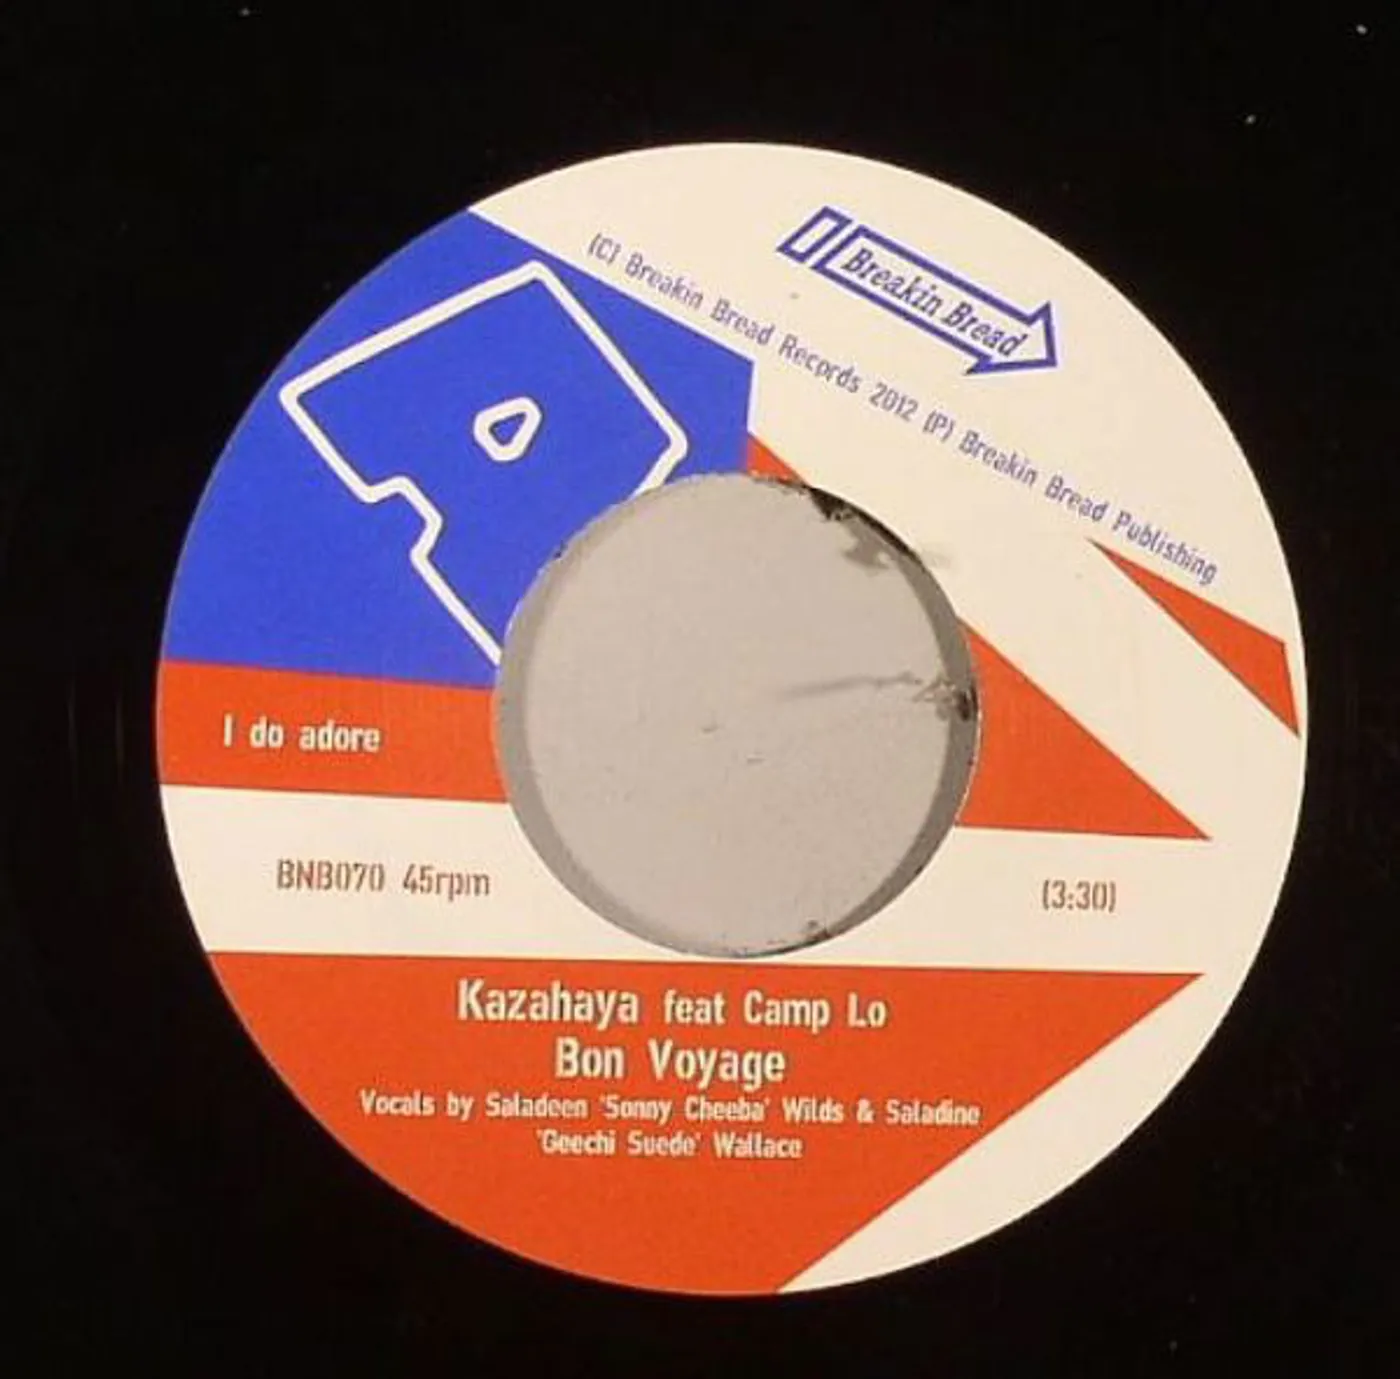 Breakin Bread
(C) Breakin Bread Records 2012 (P) Breakin Bread Publishing
I do adore
BNB070 45rpm
(3:30)
Kazahaya feat Camp Lo
Bon Voyage
Vocals by Saladeen 'Sonny Cheeba' Wilds & Saladine
'Geechi Suede' Wallace